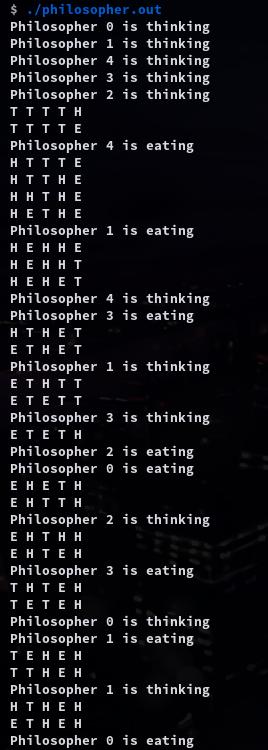 $ ./philosopher.out
Philosopher 0 is thinking
Philosopher 1 is thinking
Philosopher 4 is thinking
Philosopher 3 is thinking
Philosopher 2 is thinking
T T T T H
T T T T E
Philosopher 4 is eating
H T T T E
H T T H E
H H T H E
H E T H E
Philosopher 1 is eating
H E H H E
H E H H T
H E H E T
Philosopher 4 is thinking
Philosopher 3 is eating
H T H E T
E T H E T
Philosopher 1 is thinking
E T H T T
E T E T T
Philosopher 3 is thinking
E T E T H
Philosopher 2 is eating
Philosopher 0 is eating
E H E T H
E H T T H
Philosopher 2 is thinking
E H T H H
E H T E H
Philosopher 3 is eating
T H T E H
T E T E H
Philosopher 0 is thinking
Philosopher 1 is eating
T E H E H
T T H E H
Philosopher 1 is thinking
H T H E H
E T H E H
Philosopher 0 is eating